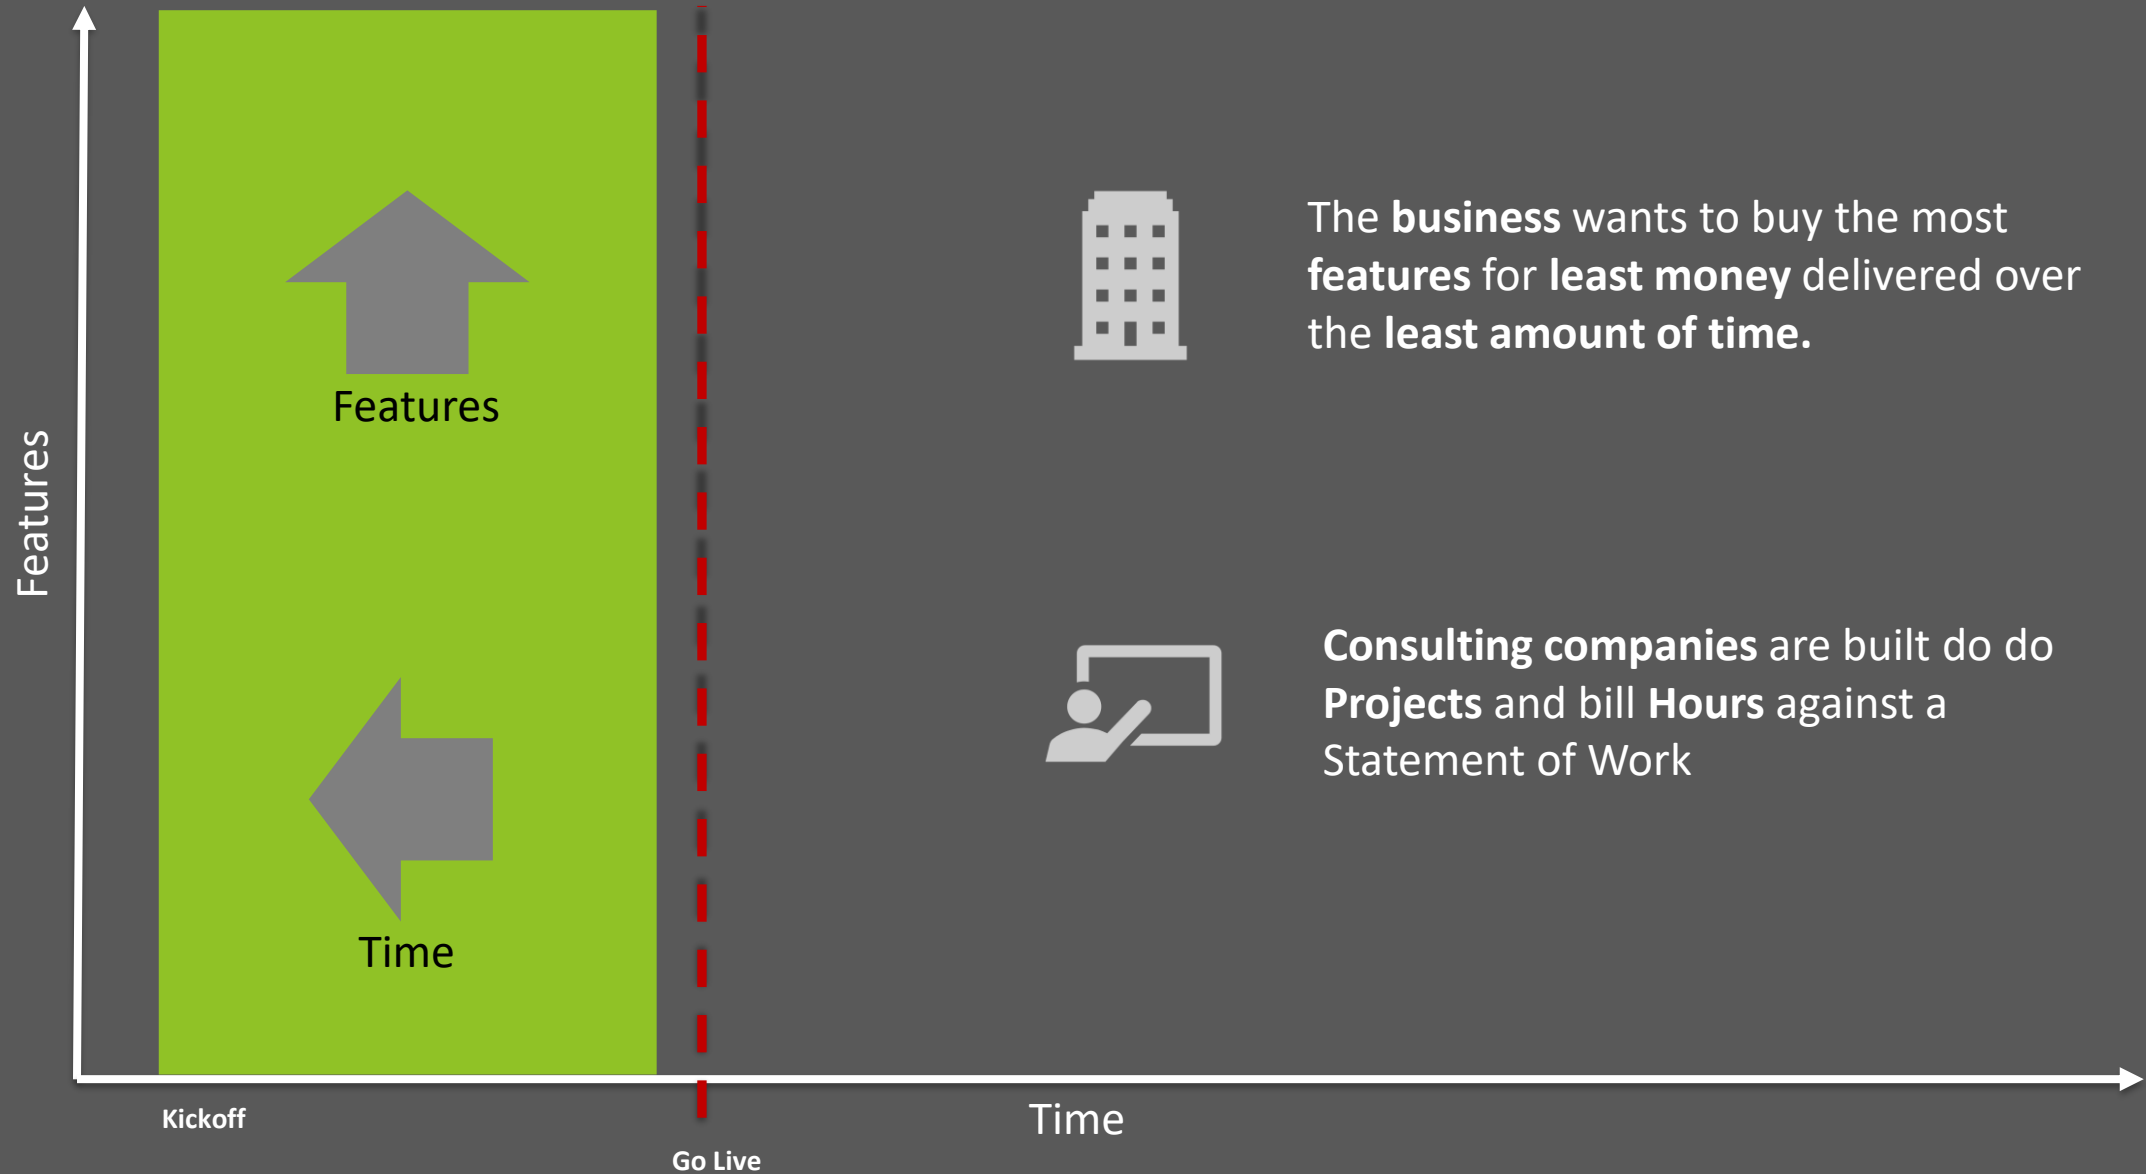 Features
Features
Time
The business wants to buy the most
features for least money delivered over
the least amount of time.
Consulting companies are built do do
Projects and bill Hours against a
Statement of Work
Kickoff
Go Live
Time